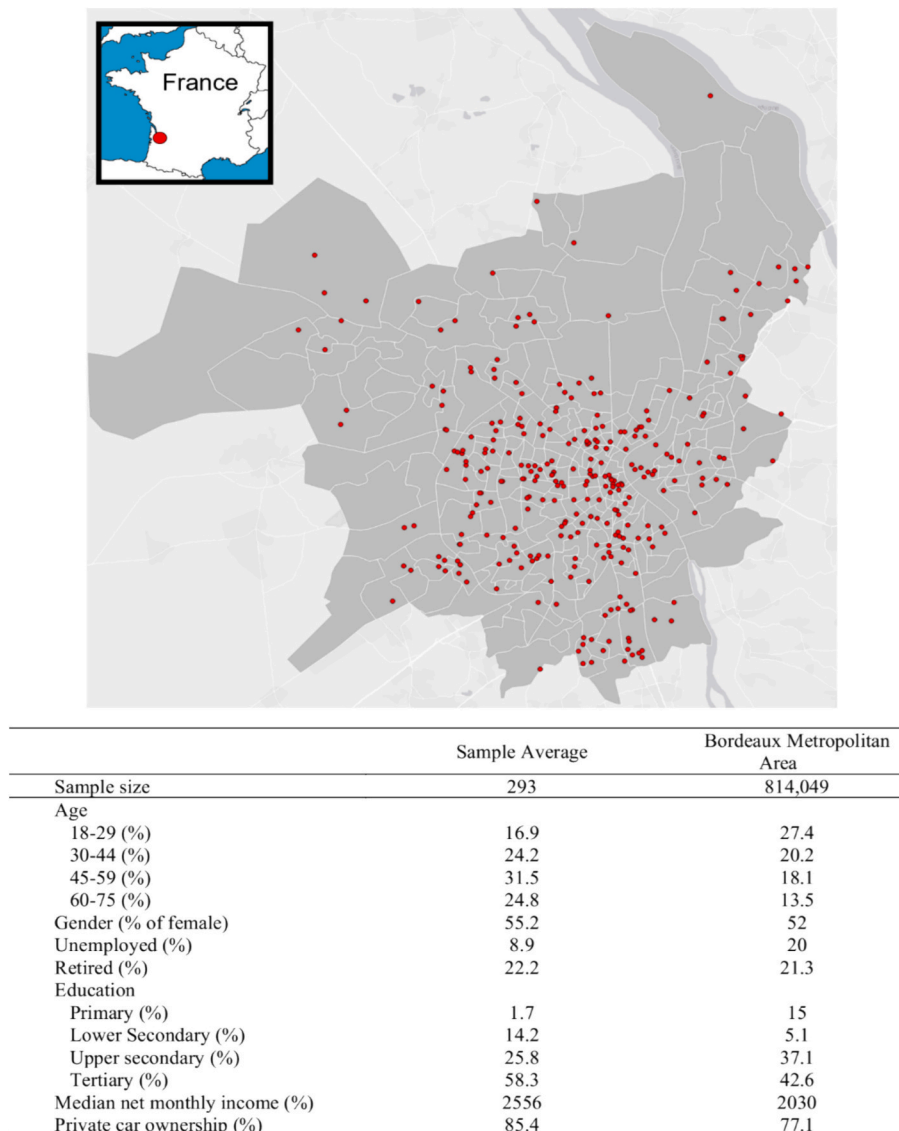 France
Sample Average
Bordeaux Metropolitan
Area
Sample size 293 814,049
Age
18-29 (%) 16.9 27.4
30-44 (%) 24.2 20.2
45-59 (%) 31.5 18.1
60-75 (%) 24.8 13.5
Gender (% of female) 55.2 52
Unemployed (%) 8.9 20
Retired (%) 22.2 21.3
Education
Primary (%) 1.7 15
Lower Secondary (%) 14.2 5.1
Upper secondary (%) 25.8 37.1
Tertiary (%) 58.3 42.6
Median net monthly income (%) 2556 2030
Private car ownership (%) 85.4 77.1